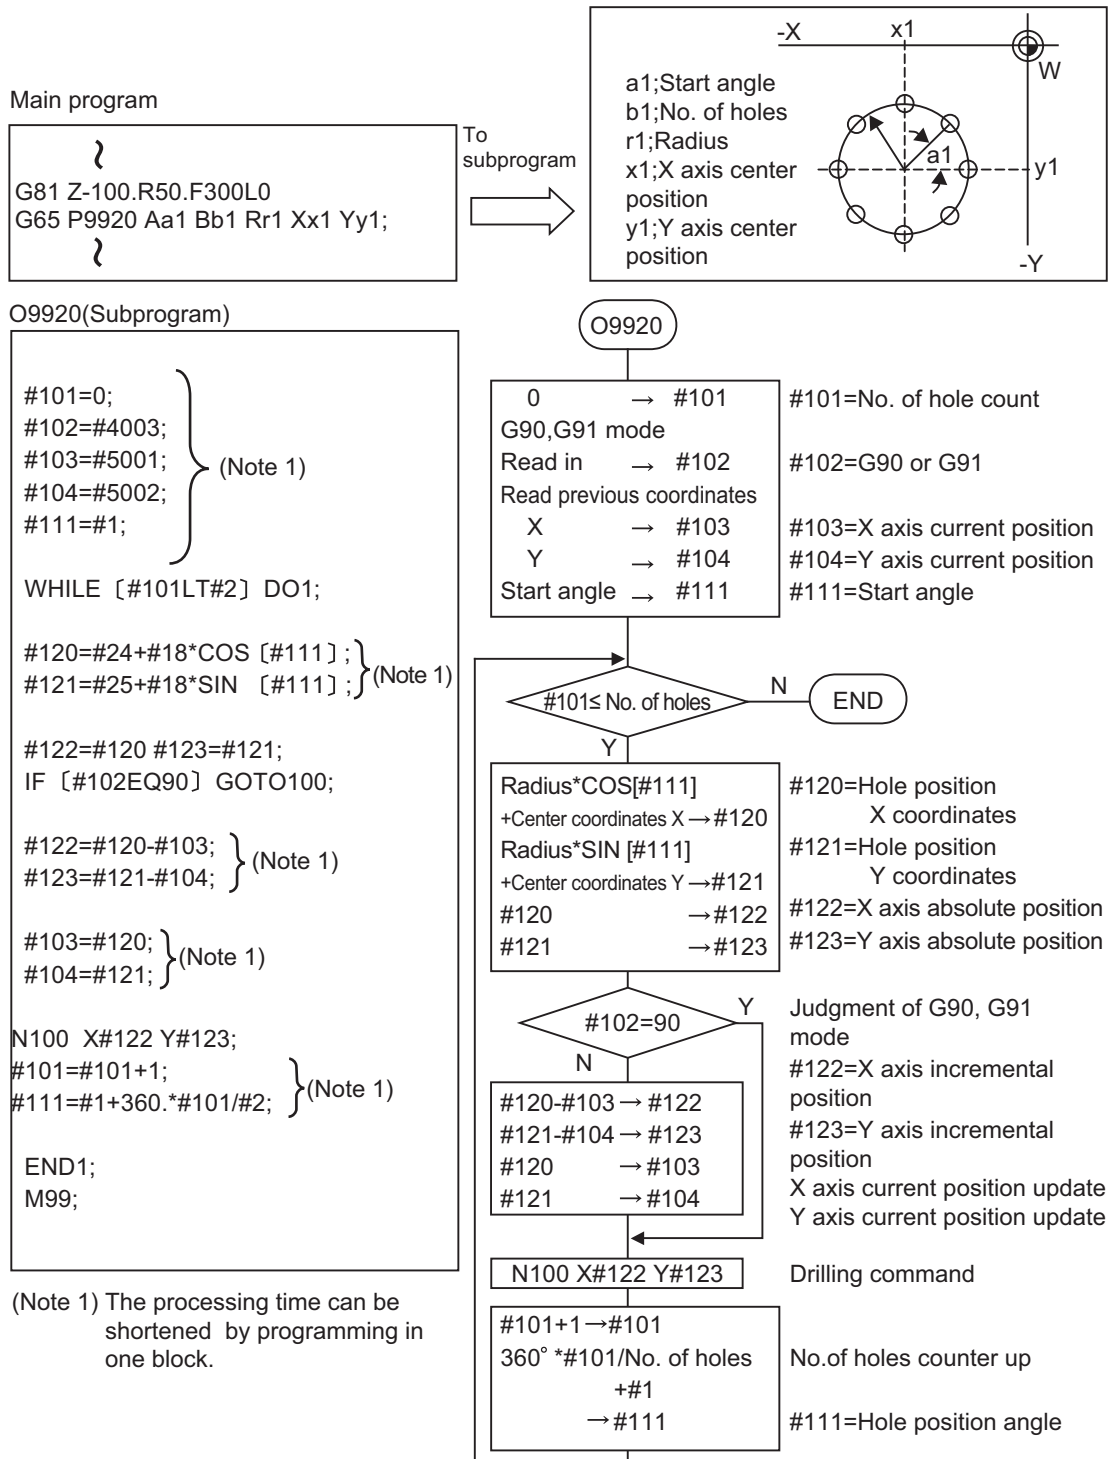 Main program
G81 Z-100.R50.F300L0
G65 P9920 Aa1 Bb1 Rr1 Xx1 Yy1;
To
subprogram
a1;Start angle
b1;No. of holes
r1;Radius
x1;X axis center
position
y1;Y axis center
position
-X
x1
W
a1
y1
-Y
O9920(Subprogram)
#101=0;
#102=#4003;
#103=#5001;
#104=#5002;
#111=#1;
(Note 1)
WHILE [#101LT#2] DO1;
#120=#24+#18*COS [#111] ;
#121=#25+#18*SIN [#111] ;
(Note 1)
#122=#120 #123=#121;
IF [#102EQ90] GOTO100;
#122=#120-#103;
#123=#121-#104;
(Note 1)
#103=#120;
#104=#121;
(Note 1)
N100 X#122 Y#123;
#101=#101+1;
#111=#1+360.*#101/#2;
(Note 1)
END1;
M99;
(Note 1) The processing time can be
shortened by programming in
one block.
O9920
0 → #101
G90,G91 mode
Read in → #102
Read previous coordinates
X → #103
Y → #104
Start angle → #111
#101=No. of hole count
#102=G90 or G91
#103=X axis current position
#104=Y axis current position
#111=Start angle
#101≤ No. of holes
N
END
Y
Radius*COS[#111]
+Center coordinates X →#120
Radius*SIN [#111]
+Center coordinates Y →#121
#120 →#122
#121 →#123
#120=Hole position
X coordinates
#121=Hole position
Y coordinates
#122=X axis absolute position
#123=Y axis absolute position
#102=90
Y
N
Judgment of G90, G91
mode
#120-#103→ #122
#121-#104→ #123
#120 →#103
#121 →#104
#122=X axis incremental
position
#123=Y axis incremental
position
X axis current position update
Y axis current position update
N100 X#122 Y#123
Drilling command
#101+1→#101
360° *#101/No. of holes
+#1
→#111
No.of holes counter up
#111=Hole position angle